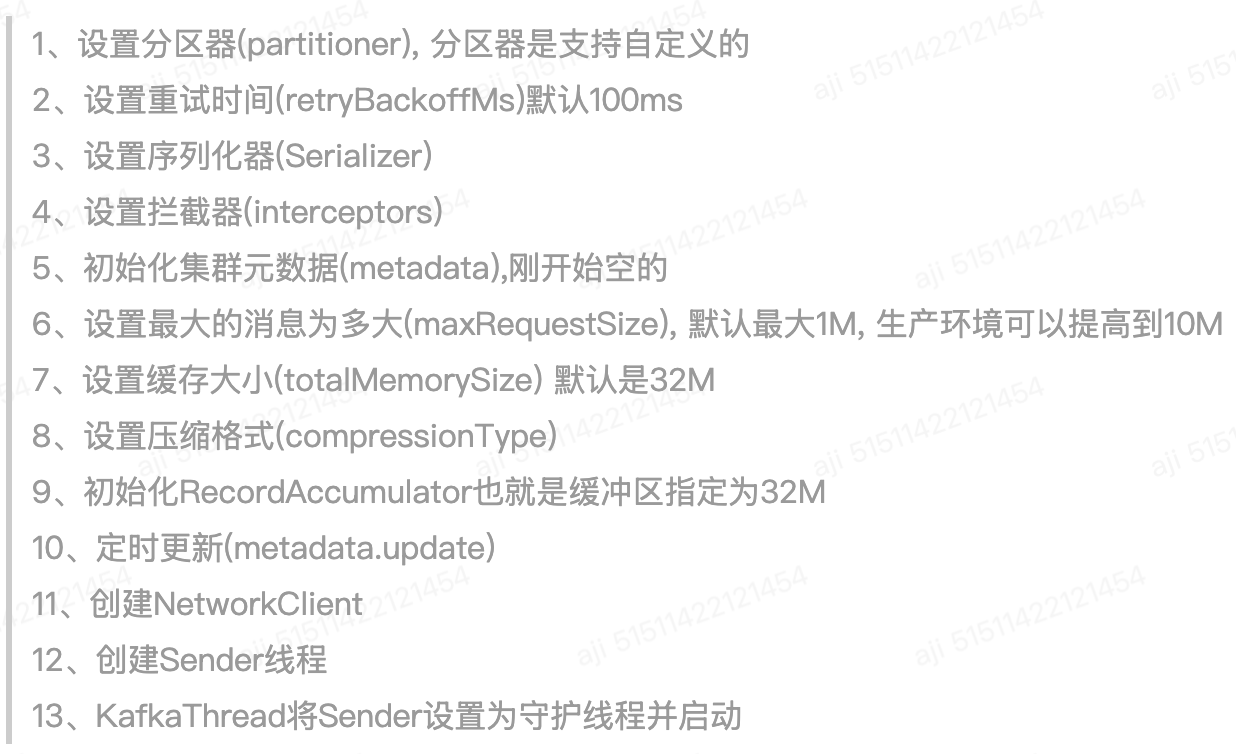 1、设置分区器(partitioner), 分区器是支持自定义的
2、设置重试时间(retryBackoffMs)默认100ms
3、设置序列化器(Serializer)
4、设置拦截器(interceptors)
5、初始化集群元数据(metadata),刚开始空的
6、设置最大的消息为多大(maxRequestSize), 默认最大1M, 生产环境可以提高到10M
7、设置缓存大小(totalMemorySize) 默认是32M
8、设置压缩格式(compressionType)
9、初始化RecordAccumulator也就是缓冲区指定为32M
10、定时更新(metadata.update)
11、创建NetworkClient
12、创建Sender线程
13、KafkaThread将Sender设置为守护线程并启动
aji 51511422121454